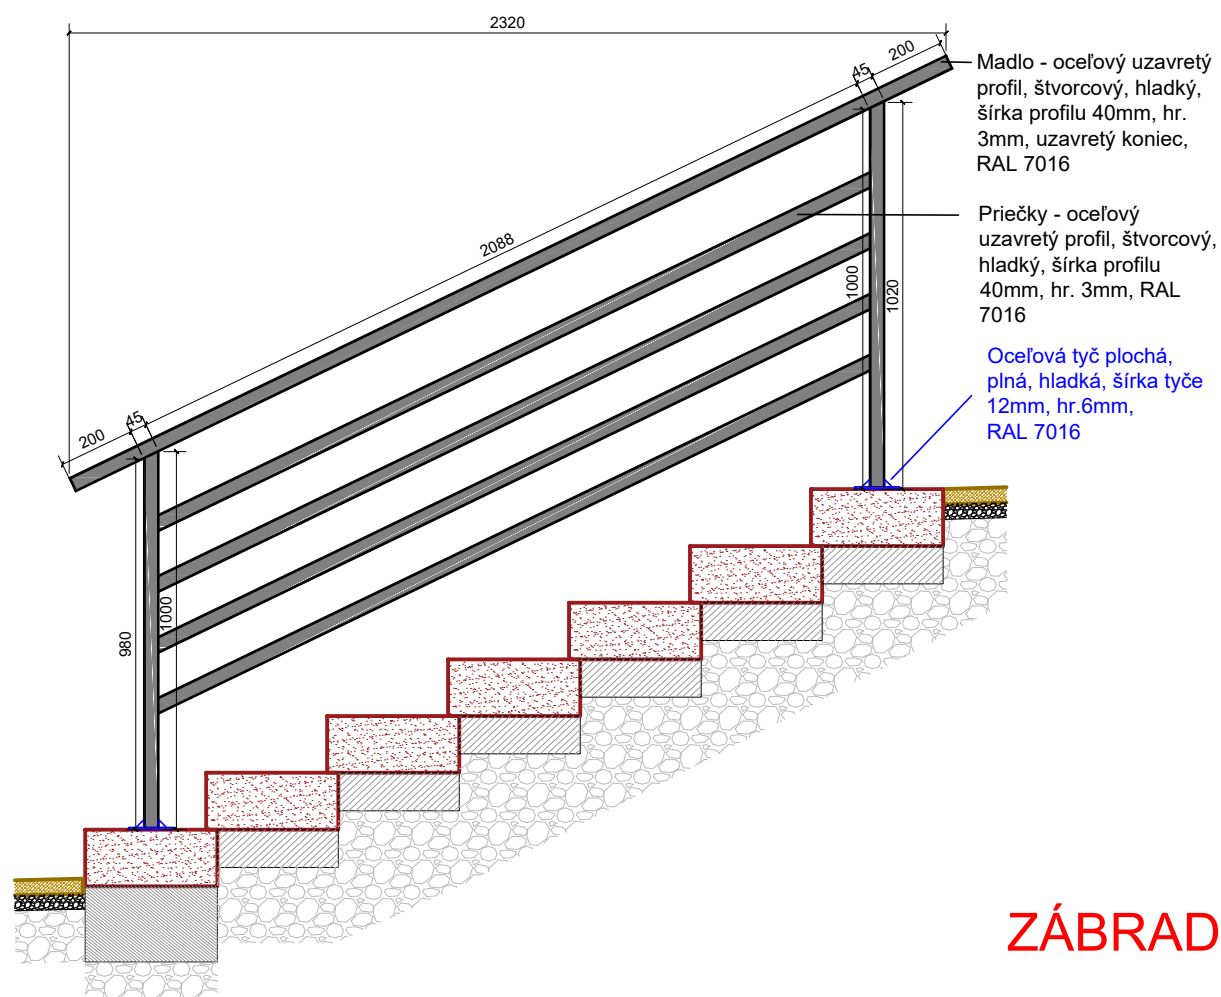 2320
200
45
Madlo - oceľový uzavretý
profil, štvorcový, hladký,
šírka profilu 40mm, hr.
3mm, uzavretý koniec,
RAL 7016
Priečky - oceľový
uzavretý profil, štvorcový,
hladký, šírka profilu
40mm, hr. 3mm, RAL
7016
2088
1000
1020
Oceľová tyč plochá,
plná, hladká, šírka tyče
12mm, hr.6mm,
RAL 7016
45
200
980
1000
ZÁBRAD